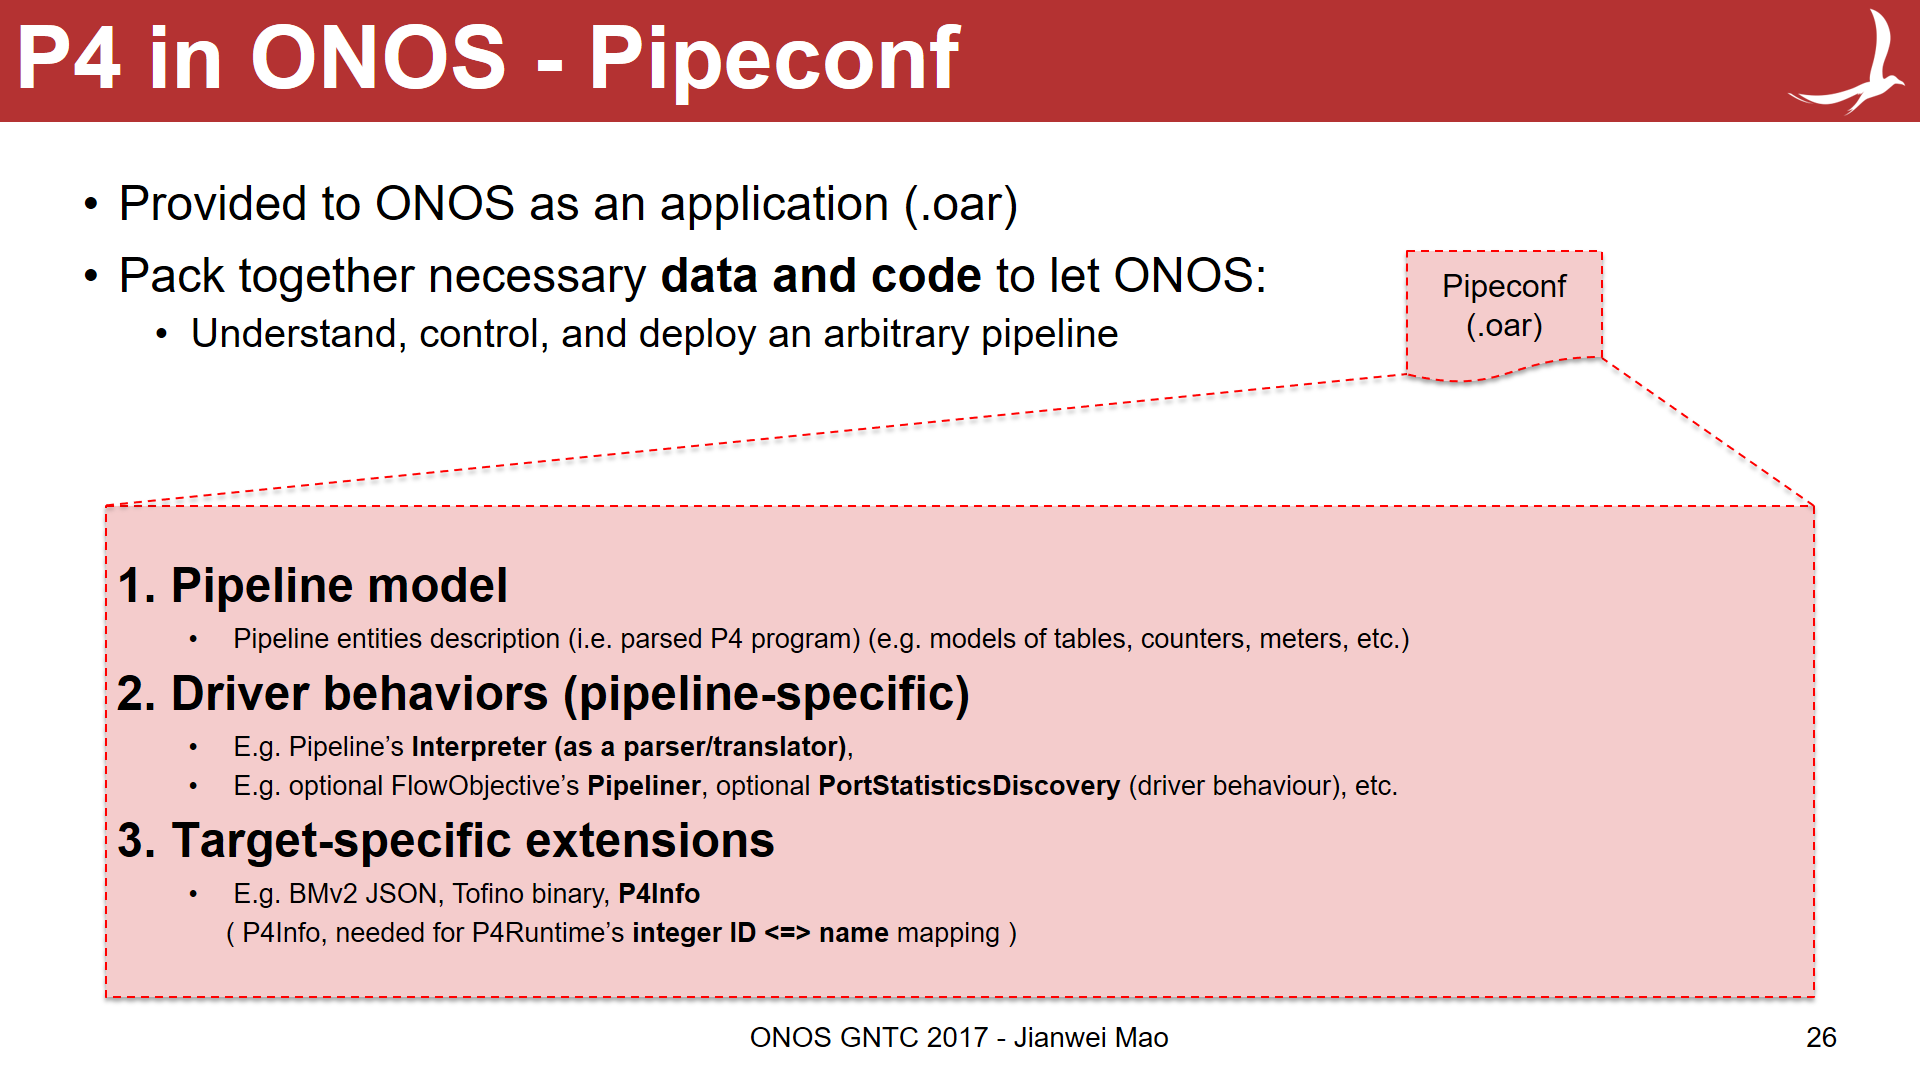 P4 in ONOS - Pipeconf
• Provided to ONOS as an application (.oar)
• Pack together necessary data and code to let ONOS:
• Understand, control, and deploy an arbitrary pipeline
Pipeconf
(.oar)
1. Pipeline model
• Pipeline entities description (i.e. parsed P4 program) (e.g. models of tables, counters, meters, etc.)
2. Driver behaviors (pipeline-specific)
• E.g. Pipeline’s Interpreter (as a parser/translator),
• E.g. optional FlowObjective’s Pipeliner, optional PortStatisticsDiscovery (driver behaviour), etc.
3. Target-specific extensions
• E.g. BMv2 JSON, Tofino binary, P4Info
( P4Info, needed for P4Runtime’s integer ID <=> name mapping )
ONOS GNTC 2017 - Jianwei Mao
26